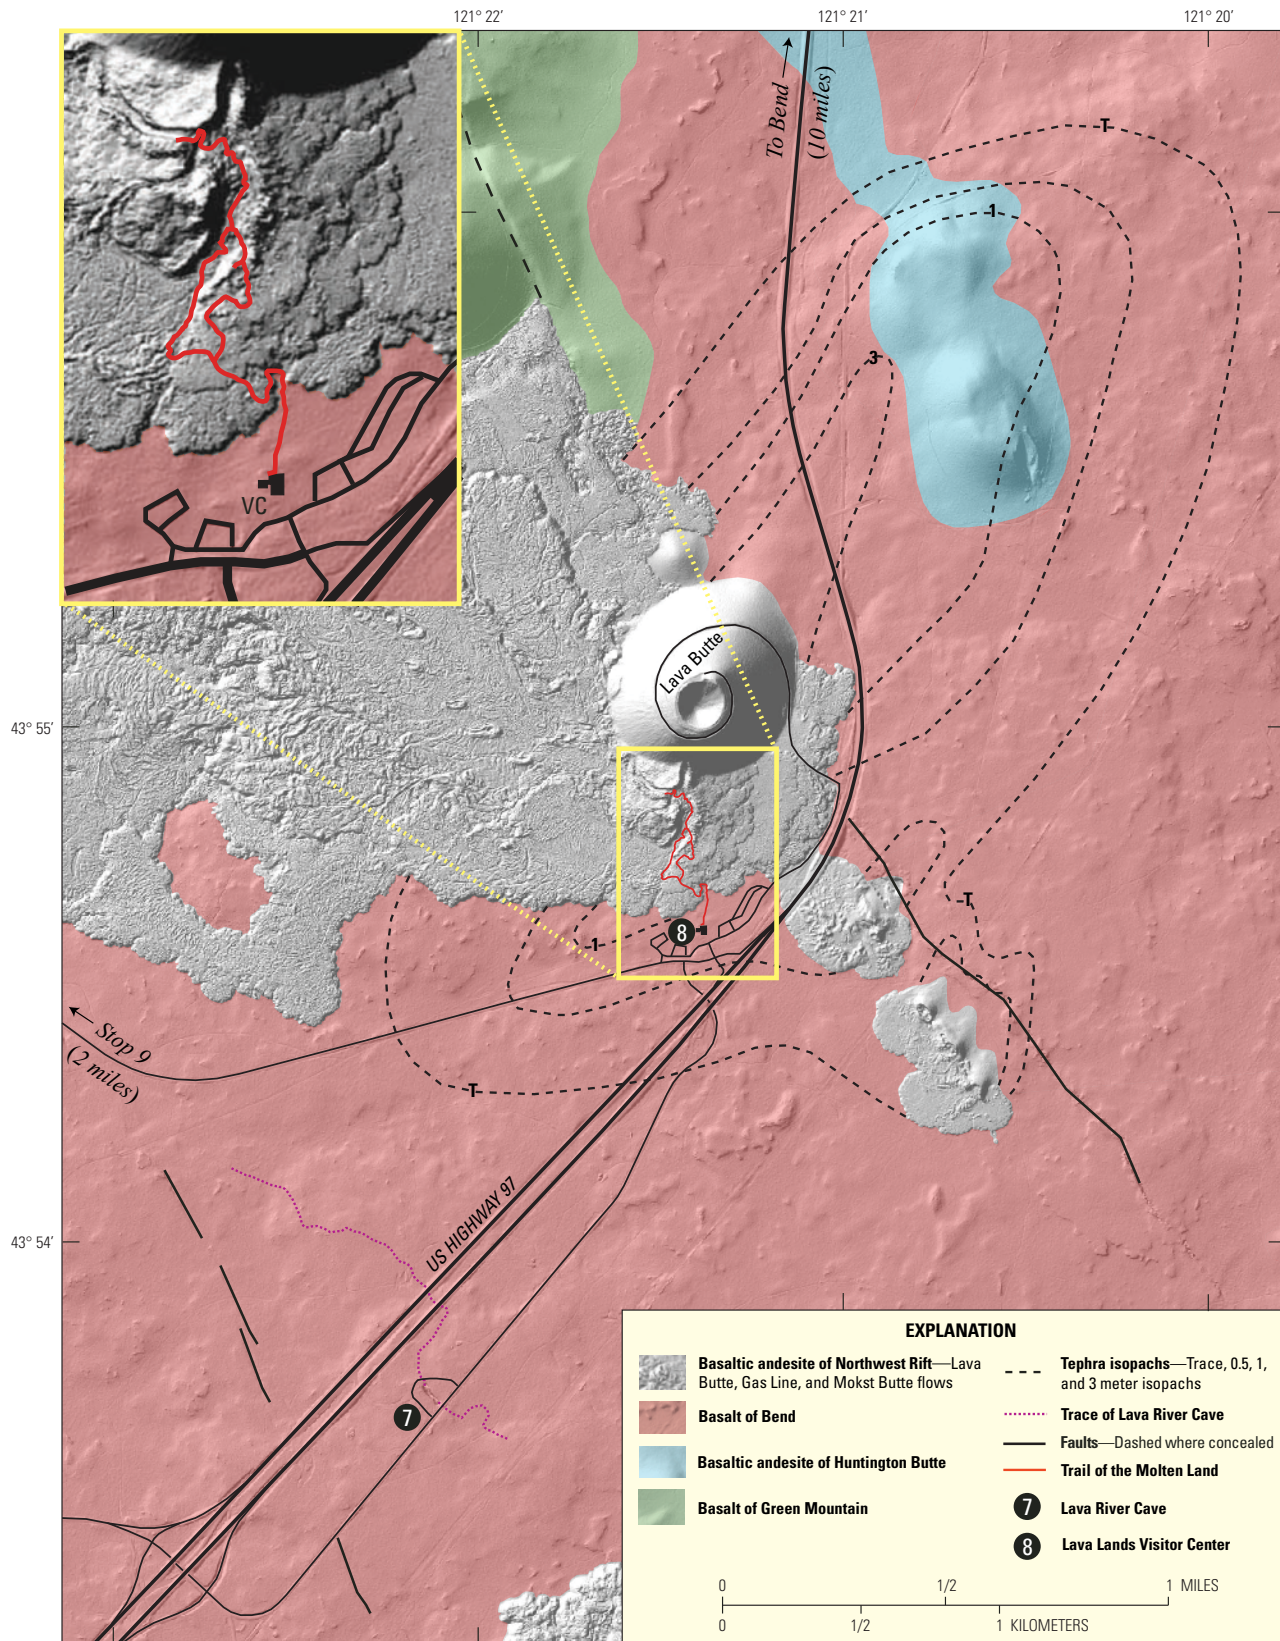 121° 22′
121° 21′
121° 20′
To Bend
(10 miles)
T
1
3
VC
Lava Butte
43° 55′
T
1
8
Stop 9
(2 miles)
T
US HIGHWAY 97
43° 54′
7
EXPLANATION
Basaltic andesite of Northwest Rift—Lava
Butte, Gas Line, and Mokst Butte flows
Basalt of Bend
Basaltic andesite of Huntington Butte
Basalt of Green Mountain
Tephra isopachs—Trace, 0.5, 1,
and 3 meter isopachs
Trace of Lava River Cave
Faults—Dashed where concealed
Trail of the Molten Land
7 Lava River Cave
8 Lava Lands Visitor Center
0 1/2 1 MILES
0 1/2 1 KILOMETERS